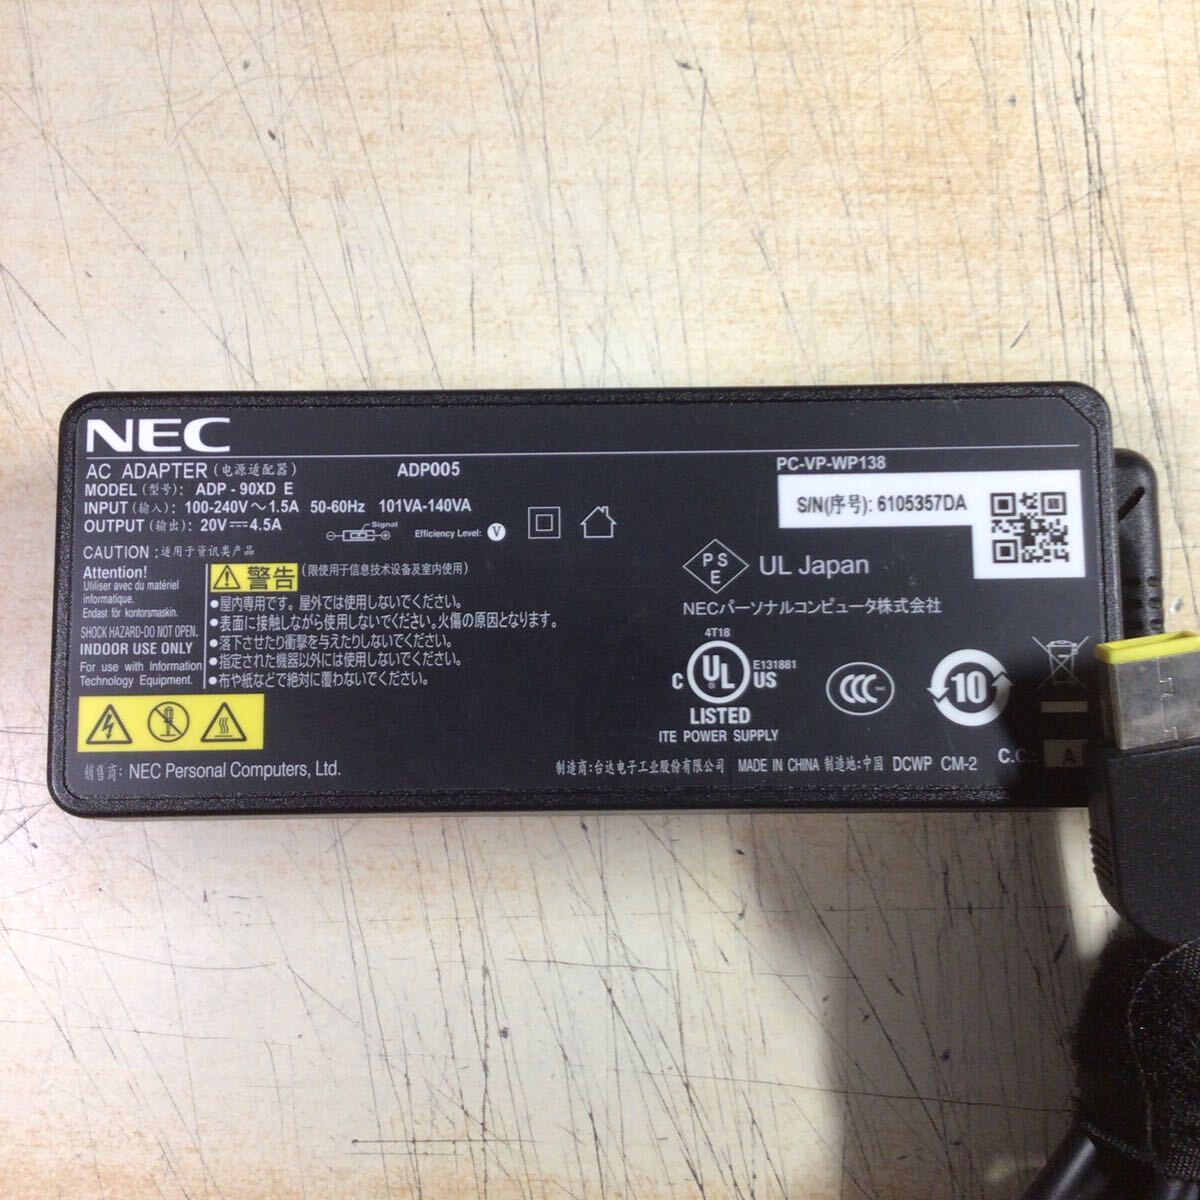 NEC
AC ADAPTER (电源适配器) ADP005
MODEL (型号): ADP-90XD E
INPUT (输入): 100-240V～1.5A 50-60Hz 101VA-140VA
OUTPUT (输出): 20V⎓4.5A
Signal
Efficiency Level: V
CAUTION : 适用于资讯类产品
Attention!
Utiliser avec du matériel
informatique.
Endast för kontorsmaskin.
SHOCK HAZARD-DO NOT OPEN.
INDOOR USE ONLY
For use with Information
Technology Equipment.
警告 (限使用于信息技术设备及室内使用)
●屋内専用です。屋外では使用しないでください。
●表面に接触しながら使用しないでください。火傷の原因となります。
●落下させたり衝撃を与えたりしないでください。
●指定された機器以外には使用しないでください。
●布や紙などで絶対に覆わないでください。
销售商: NEC Personal Computers, Ltd.
PC-VP-WP138
S/N(序号): 6105357DA
PS
E
UL Japan
NECパーソナルコンピュータ株式会社
4T18
C UL US
E131881
LISTED
ITE POWER SUPPLY
CCC
10
制造商:台达电子工业股份有限公司 MADE IN CHINA 制造地:中国 DCWP CM-2 C.C.: A